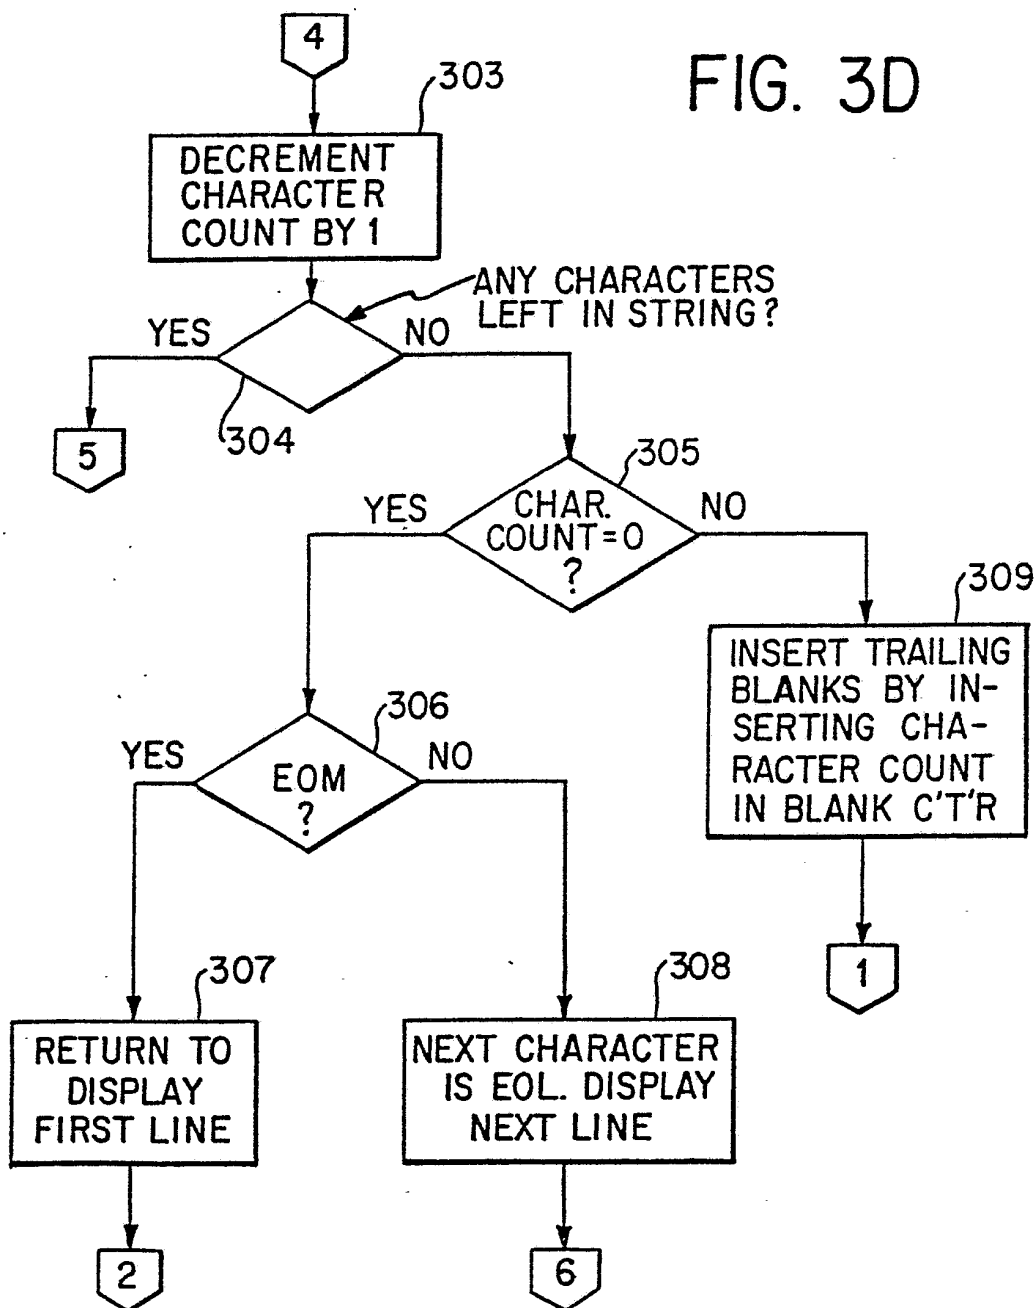 4
FIG. 3D
303
DECREMENT
CHARACTER
COUNT BY 1
ANY CHARACTERS
LEFT IN STRING?
YES
NO
304
5
305
YES
CHAR.
COUNT=0
?
NO
309
INSERT TRAILING
BLANKS BY IN-
SERTING CHA-
RACTER COUNT
IN BLANK C'T'R
306
YES
EOM
?
NO
1
307
RETURN TO
DISPLAY
FIRST LINE
308
NEXT CHARACTER
IS EOL. DISPLAY
NEXT LINE
2
6